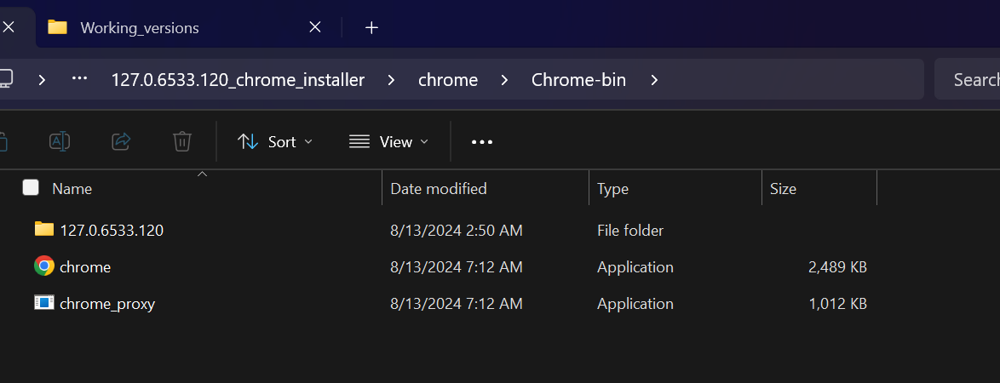 Working_versions
127.0.6533.120_chrome_installer > chrome > Chrome-bin >
Search
Sort View
Name Date modified Type Size
127.0.6533.120 8/13/2024 2:50 AM File folder
chrome 8/13/2024 7:12 AM Application 2,489 KB
chrome_proxy 8/13/2024 7:12 AM Application 1,012 KB